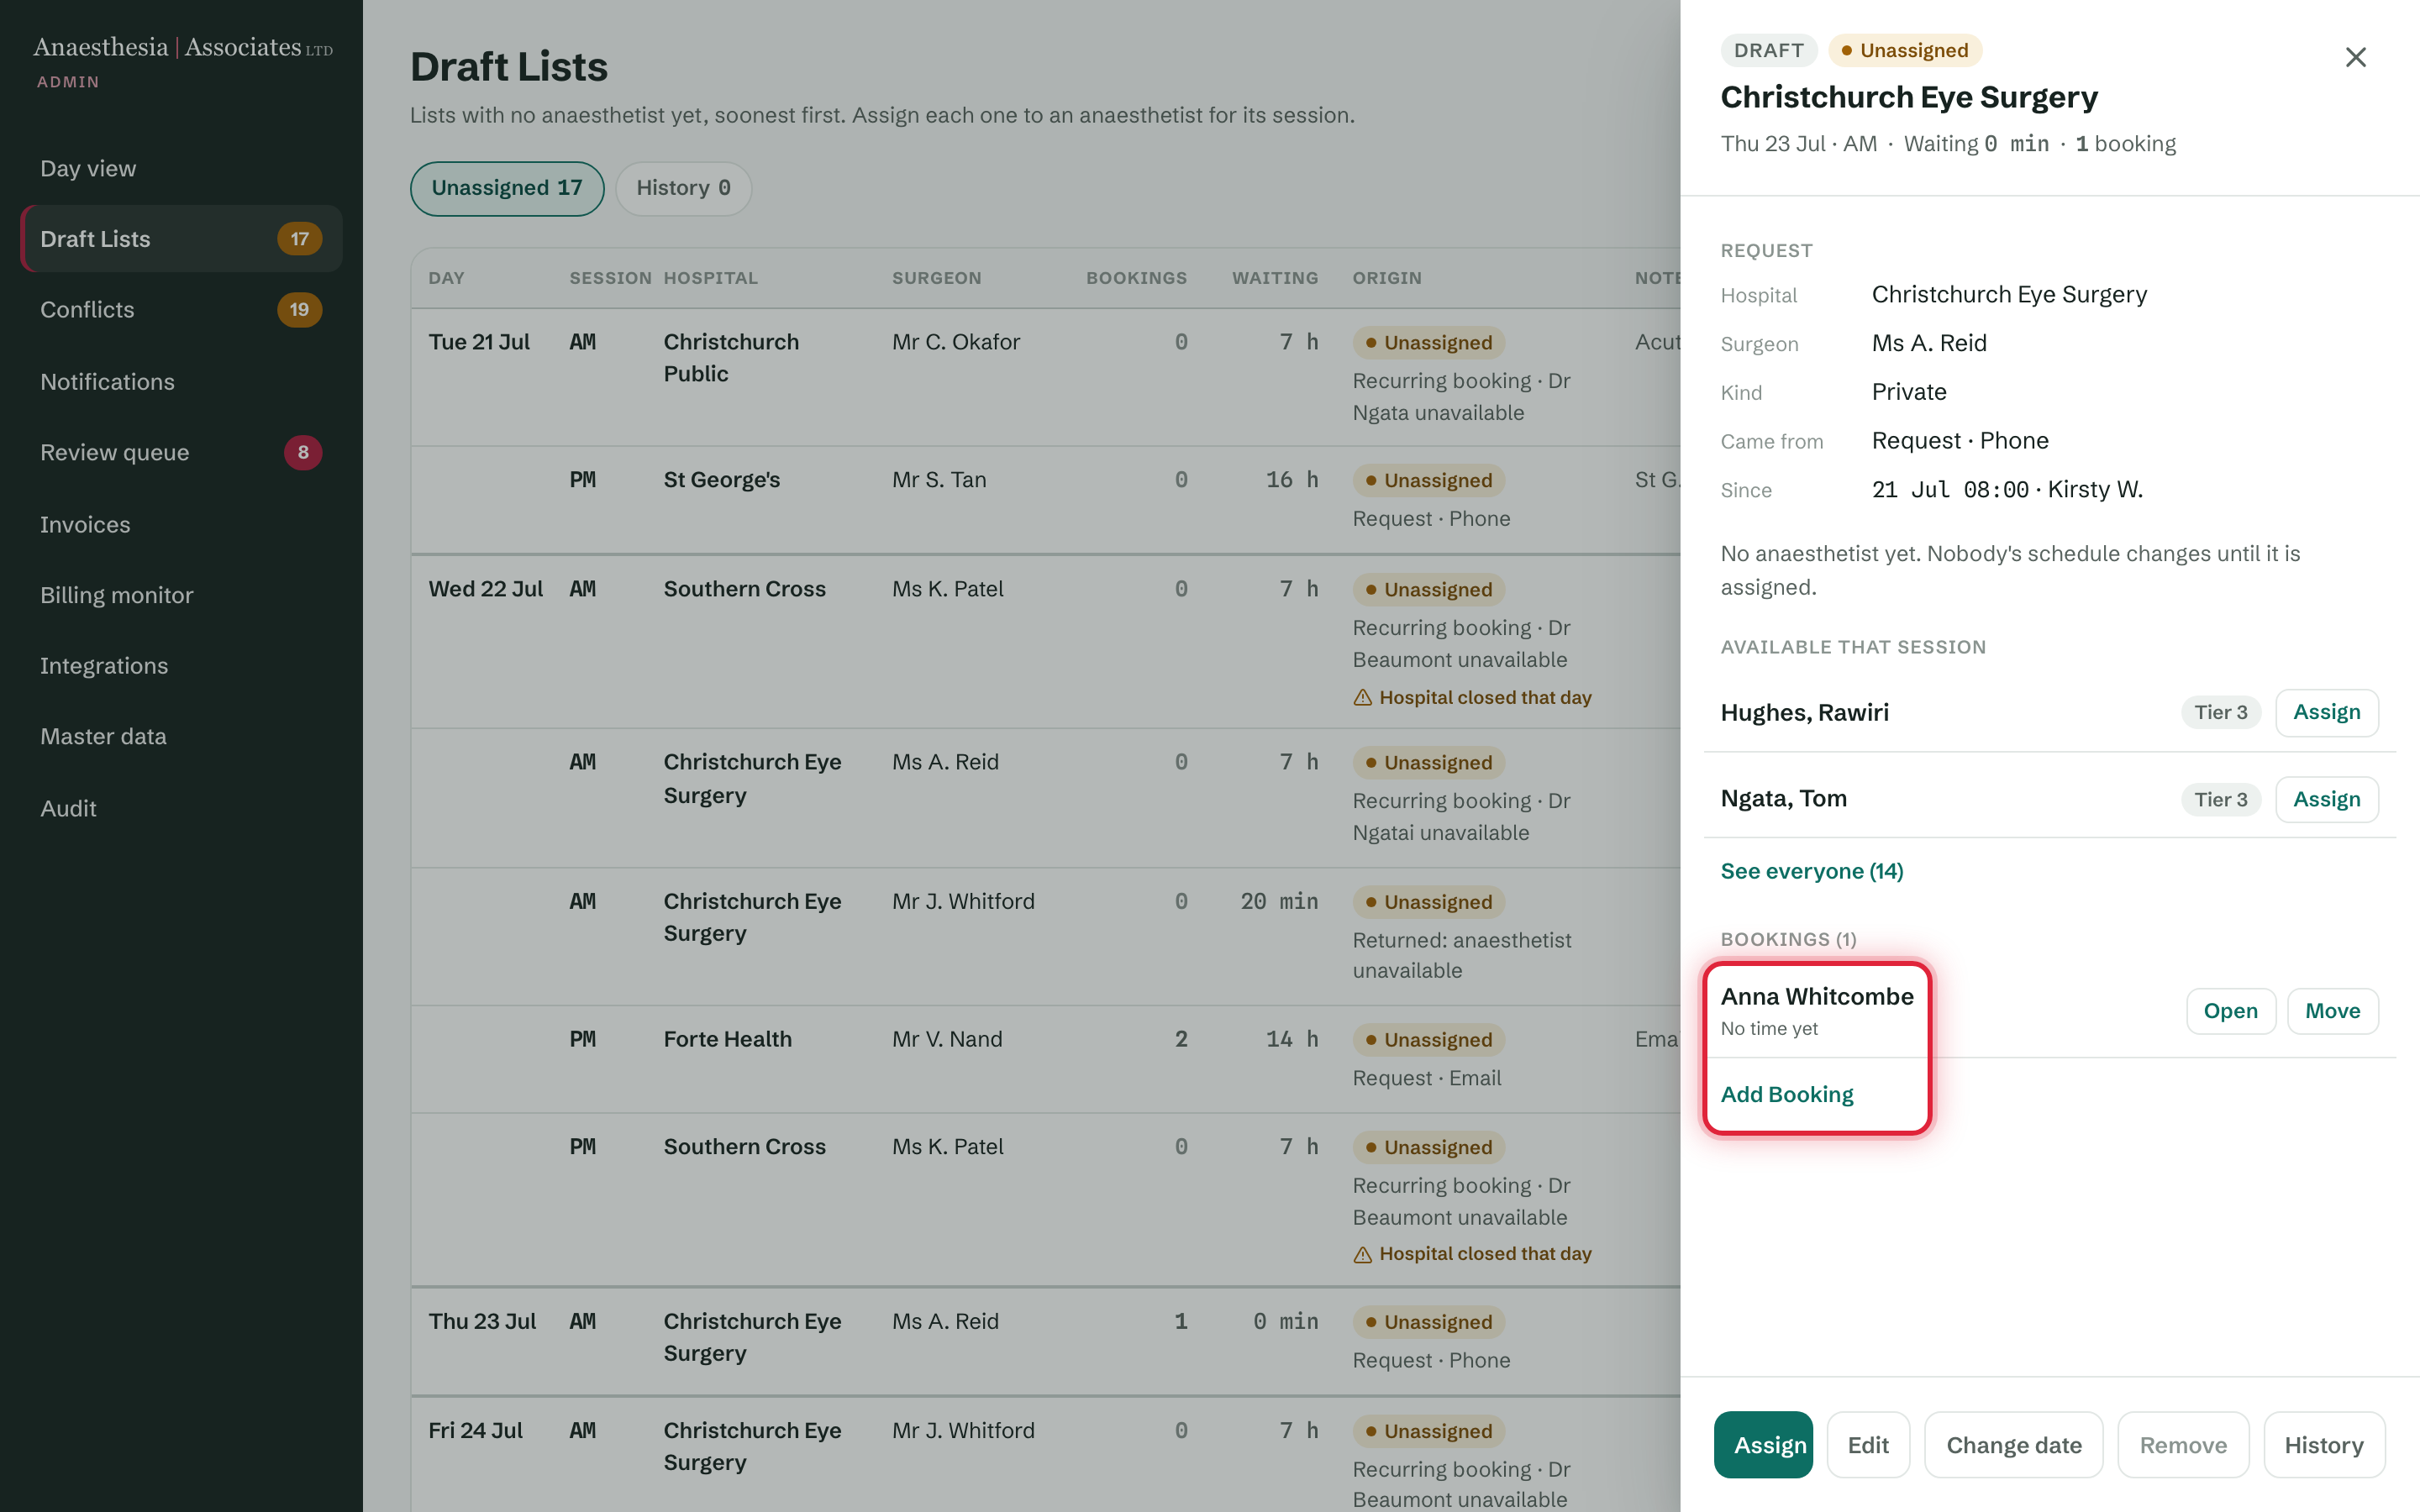 Anaesthesia | Associates LTD
ADMIN
Day view
Draft Lists 17
Conflicts 19
Notifications
Review queue 8
Invoices
Billing monitor
Integrations
Master data
Audit
Draft Lists
Lists with no anaesthetist yet, soonest first. Assign each one to an anaesthetist for its session.
Unassigned 17 History 0
DAY SESSION HOSPITAL SURGEON BOOKINGS WAITING ORIGIN
Tue 21 Jul AM Christchurch Public Mr C. Okafor 0 7 h Unassigned
Recurring booking · Dr
Ngata unavailable
PM St George's Mr S. Tan 0 16 h Unassigned St G.
Request · Phone
Wed 22 Jul AM Southern Cross Ms K. Patel 0 7 h Unassigned
Recurring booking · Dr
Beaumont unavailable
Hospital closed that day
AM Christchurch Eye Surgery Ms A. Reid 0 7 h Unassigned
Recurring booking · Dr
Ngatai unavailable
AM Christchurch Eye Surgery Mr J. Whitford 0 20 min Unassigned
Returned: anaesthetist
unavailable
PM Forte Health Mr V. Nand 2 14 h Unassigned
Request · Email
PM Southern Cross Ms K. Patel 0 7 h Unassigned
Recurring booking · Dr
Beaumont unavailable
Hospital closed that day
Thu 23 Jul AM Christchurch Eye Surgery Ms A. Reid 1 0 min Unassigned
Request · Phone
Fri 24 Jul AM Christchurch Eye Surgery Mr J. Whitford 0 7 h Unassigned
Recurring booking · Dr
Beaumont unavailable
DRAFT Unassigned
Christchurch Eye Surgery
Thu 23 Jul · AM · Waiting 0 min · 1 booking
REQUEST
Hospital Christchurch Eye Surgery
Surgeon Ms A. Reid
Kind Private
Came from Request · Phone
Since 21 Jul 08:00 · Kirsty W.
No anaesthetist yet. Nobody's schedule changes until it is
assigned.
AVAILABLE THAT SESSION
Hughes, Rawiri Tier 3 Assign
Ngata, Tom Tier 3 Assign
See everyone (14)
BOOKINGS (1)
Anna Whitcombe Open Move
No time yet
Add Booking
Assign Edit Change date Remove History